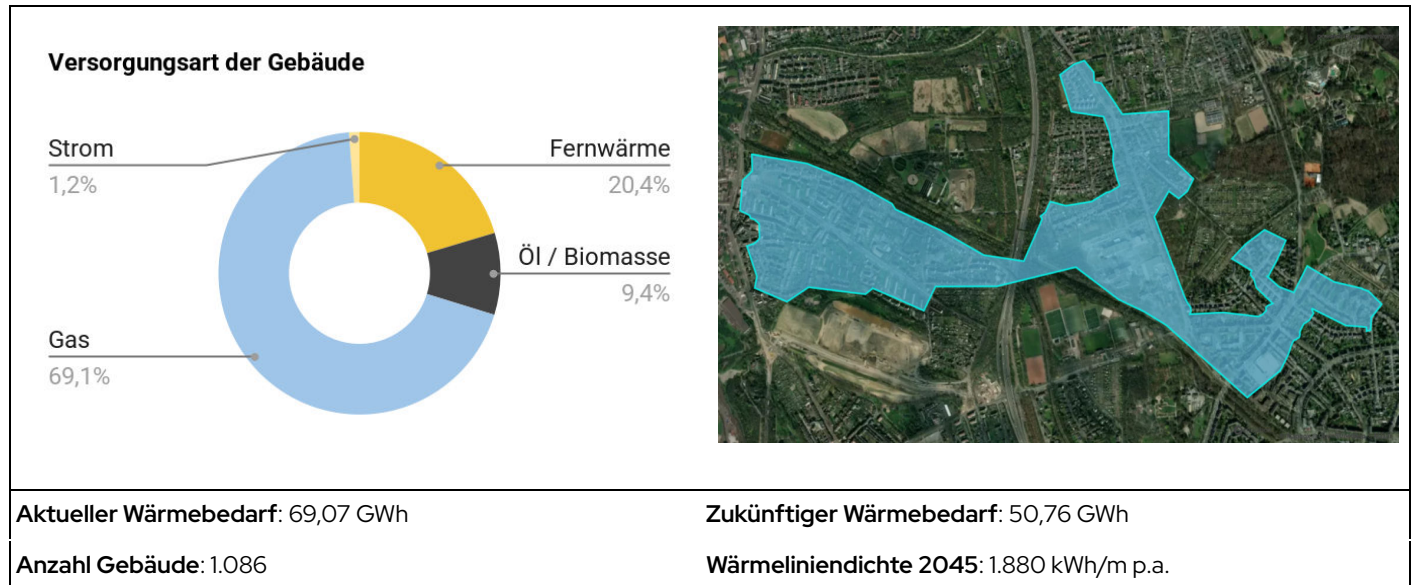 Versorgungsart der Gebäude
Strom
1,2%
Fernwärme
20,4%
Öl / Biomasse
9,4%
Gas
69,1%
Aktueller Wärmebedarf: 69,07 GWh
Zukünftiger Wärmebedarf: 50,76 GWh
Anzahl Gebäude: 1.086
Wärmeliniendichte 2045: 1.880 kWh/m p.a.